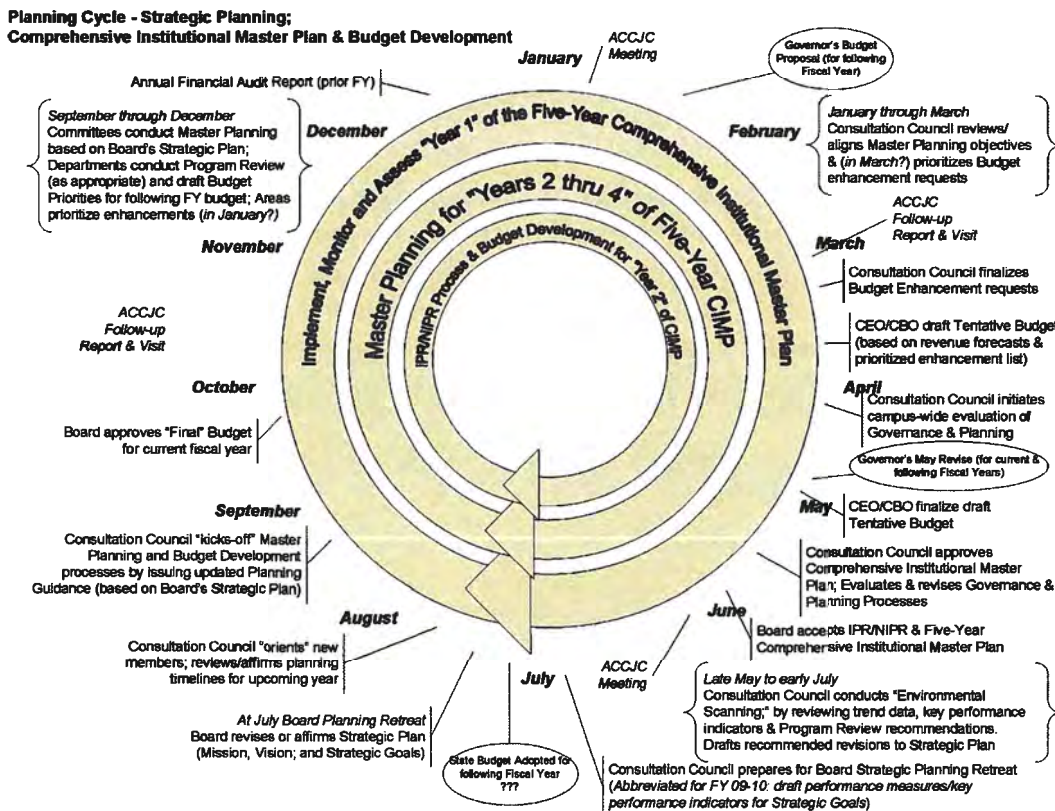 Planning Cycle - Strategic Planning;
Comprehensive Institutional Master Plan & Budget Development
January
ACCJC
Meeting
Governor's Budget
Proposal (for following
Fiscal Year)
Annual Financial Audit Report (prior FY)
September through December
Committees conduct Master Planning
based on Board's Strategic Plan;
Departments conduct Program Review
(as appropriate) and draft Budget
Priorities for following FY budget; Areas
prioritize enhancements (in January?)
December
February
January through March
Consultation Council reviews/
aligns Master Planning objectives
& (in March?) prioritizes Budget
enhancement requests
Implement, Monitor and Assess "Year 1" of the Five-Year Comprehensive Institutional Master Plan
Master Planning for "Years 2 thru 4" of Five-Year CIMP
IPR/NIPR Process & Budget Development for "Year 2" of CIMP
November
ACCJC
Follow-up
Report & Visit
March
Consultation Council finalizes
Budget Enhancement requests
ACCJC
Follow-up
Report & Visit
CEO/CBO draft Tentative Budget
(based on revenue forecasts &
prioritized enhancement list)
October
April
Consultation Council initiates
campus-wide evaluation of
Governance & Planning
Board approves "Final" Budget
for current fiscal year
Governor's May Revise (for current &
following Fiscal Years)
September
May
CEO/CBO finalize draft
Tentative Budget
Consultation Council "kicks-off" Master
Planning and Budget Development
processes by issuing updated Planning
Guidance (based on Board's Strategic Plan)
Consultation Council approves
Comprehensive Institutional Master
Plan; Evaluates & revises Governance &
Planning Processes
August
June
Board accepts IPR/NIPR & Five-Year
Comprehensive Institutional Master Plan
Consultation Council "orients" new
members; reviews/affirms planning
timelines for upcoming year
July
ACCJC
Meeting
Late May to early July
Consultation Council conducts "Environmental
Scanning;" by reviewing trend data, key performance
indicators & Program Review recommendations.
Drafts recommended revisions to Strategic Plan
At July Board Planning Retreat
Board revises or affirms Strategic Plan
(Mission, Vision; and Strategic Goals)
State Budget Adopted for
following Fiscal Year
???
Consultation Council prepares for Board Strategic Planning Retreat
(Abbreviated for FY 09-10: draft performance measures/key
performance indicators for Strategic Goals)